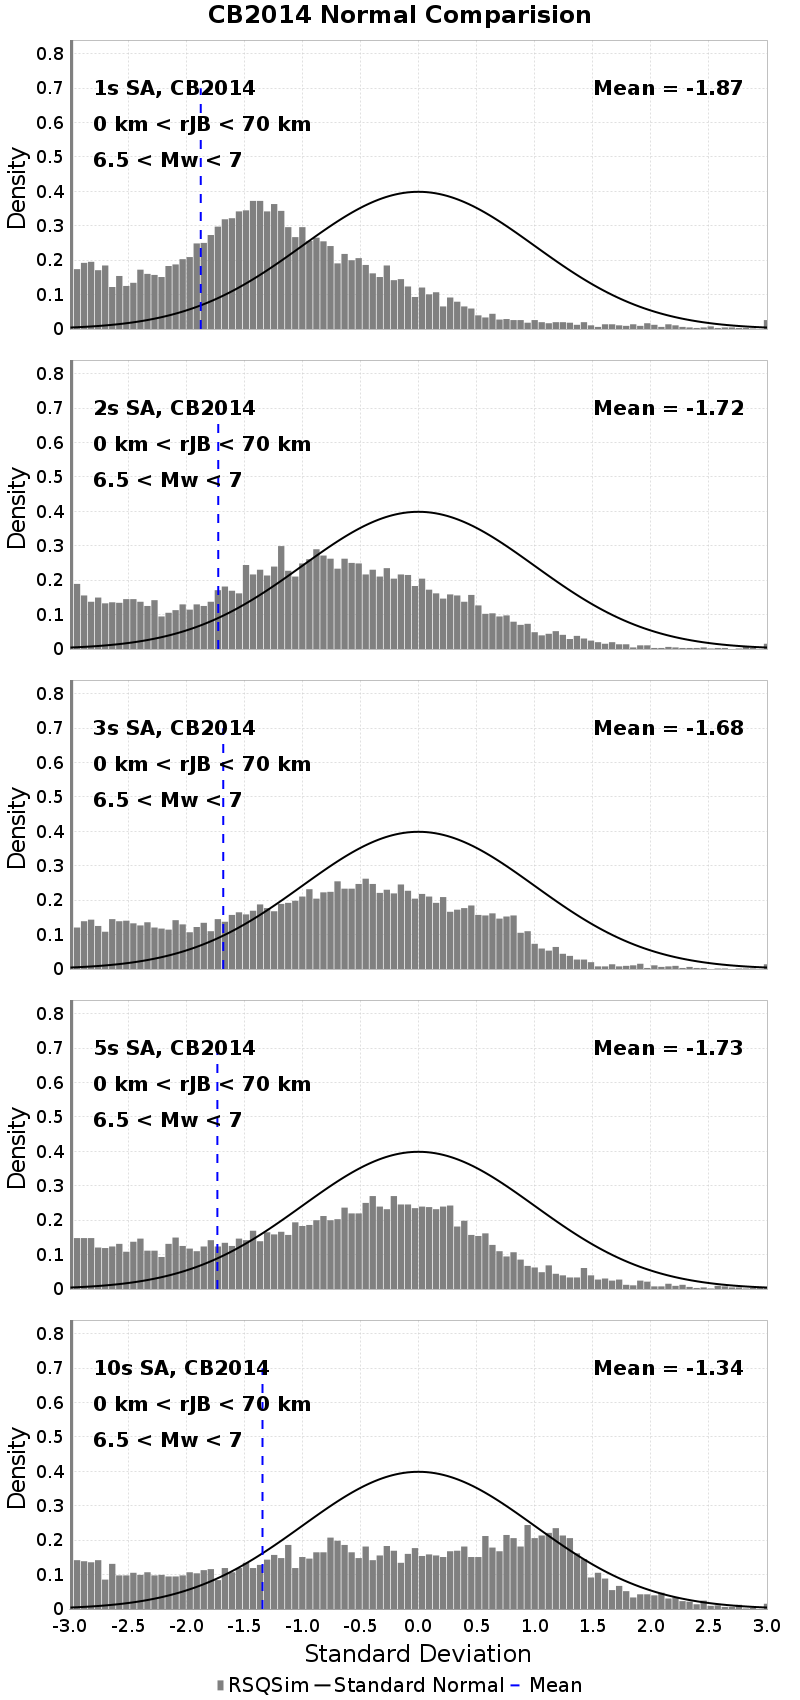 CB2014 Normal Comparision
0.8
0.7
0.6
0.5
0.4
0.3
0.2
0.1
0
Density
1s SA, CB2014
Mean = -1.87
0 km < rJB < 70 km
6.5 < Mw < 7
0.8
0.7
0.6
0.5
0.4
0.3
0.2
0.1
0
Density
2s SA, CB2014
Mean = -1.72
0 km < rJB < 70 km
6.5 < Mw < 7
0.8
0.7
0.6
0.5
0.4
0.3
0.2
0.1
0
Density
3s SA, CB2014
Mean = -1.68
0 km < rJB < 70 km
6.5 < Mw < 7
0.8
0.7
0.6
0.5
0.4
0.3
0.2
0.1
0
Density
5s SA, CB2014
Mean = -1.73
0 km < rJB < 70 km
6.5 < Mw < 7
0.8
0.7
0.6
0.5
0.4
0.3
0.2
0.1
0
Density
10s SA, CB2014
Mean = -1.34
0 km < rJB < 70 km
6.5 < Mw < 7
-3.0 -2.5 -2.0 -1.5 -1.0 -0.5 0.0 0.5 1.0 1.5 2.0 2.5 3.0
Standard Deviation
RSQSim Standard Normal Mean